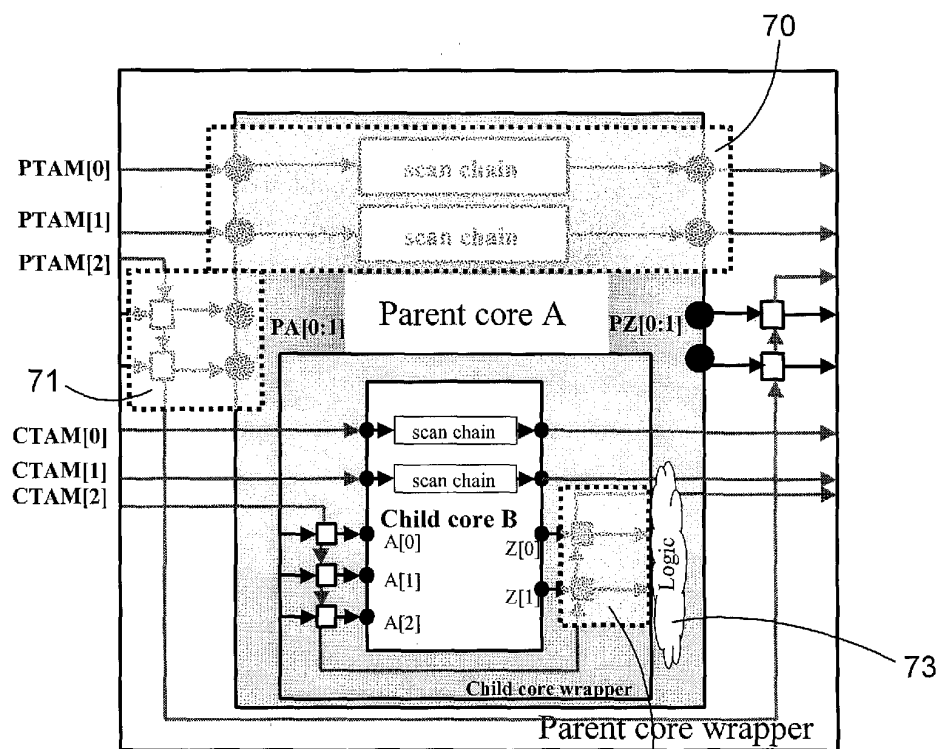 70
PTAM[0]
scan chain
PTAM[1]
scan chain
PTAM[2]
PA[0:1]
Parent core A
PZ[0:1]
71
CTAM[0]
scan chain
CTAM[1]
scan chain
CTAM[2]
Child core B
A[0]
Z[0]
A[1]
Z[1]
A[2]
Logic
73
Child core wrapper
Parent core wrapper